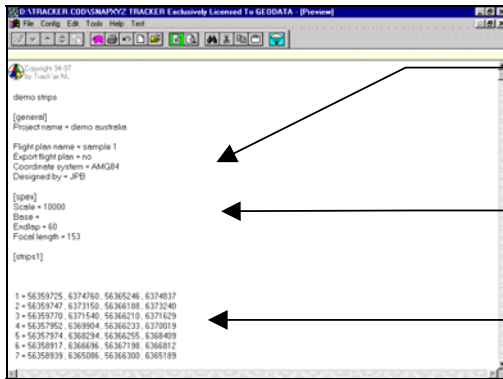 D:\TRACKER.COD\SNAPXYZ TRACKER Exclusively Licensed To GEODATA - [Preview]
File Config Edit Tools Help Test
Copyright 94-97
by Track'air NL
demo strips
[general]
Project name = demo australia
Flight plan name = sample 1
Export flight plan = no
Coordinate system = AMG84
Designed by = JPB
[spex]
Scale = 10000
Base =
Endlap = 60
Focal length = 153
[strips1]
1 = 56359725, 6374760, 56365246, 6374837
2 = 56359747, 6373150, 56366188, 6373240
3 = 56359770, 6371540, 56366210, 6371629
4 = 56357952, 6369904, 56366233, 6370019
5 = 56357974, 6368294, 56366255, 6368409
6 = 56358917, 6366696, 56367198, 6366812
7 = 56358939, 6365086, 56366300, 6365189